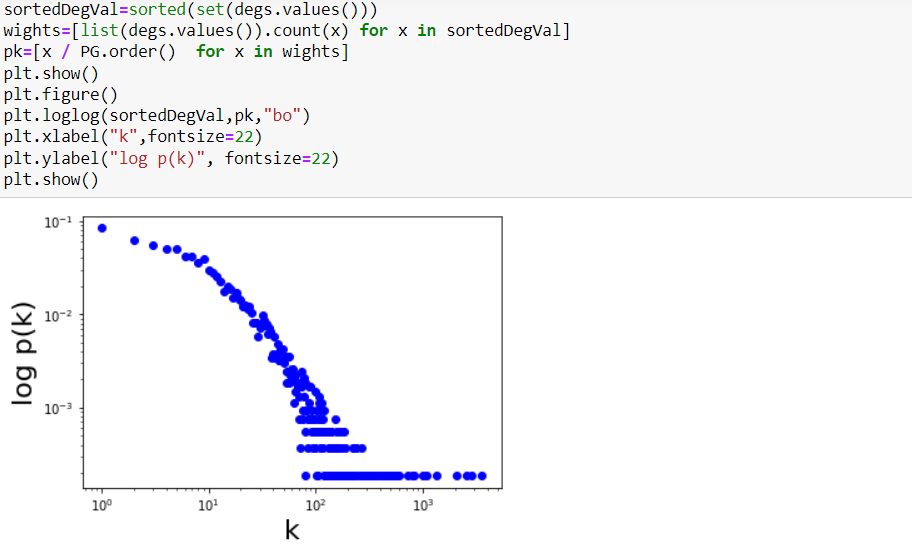 sortedDegVal=sorted(set(degs.values()))
wights=[list(degs.values()).count(x) for x in sortedDegVal]
pk=[x / PG.order()  for x in wights]
plt.show()
plt.figure()
plt.loglog(sortedDegVal,pk,"bo")
plt.xlabel("k",fontsize=22)
plt.ylabel("log p(k)", fontsize=22)
plt.show()
10⁻¹
10⁻²
10⁻³
log p(k)
10⁰ 10¹ 10² 10³
k